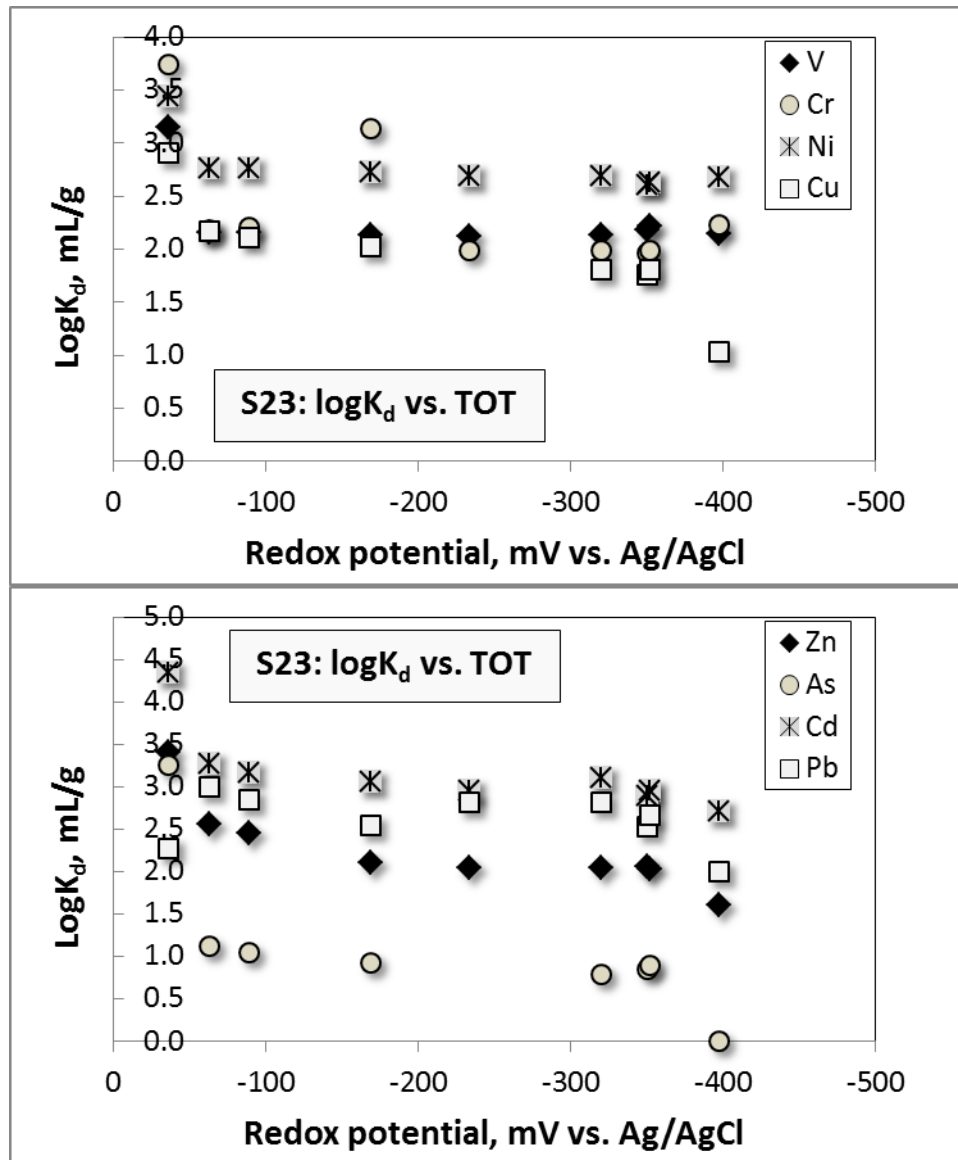 4.0
3.5
3.0
2.5
2.0
1.5
1.0
0.5
0.0
LogK_d, mL/g
V
Cr
Ni
Cu
S23: logK_d vs. TOT
0 -100 -200 -300 -400 -500
Redox potential, mV vs. Ag/AgCl
5.0
4.5
4.0
3.5
3.0
2.5
2.0
1.5
1.0
0.5
0.0
LogK_d, mL/g
S23: logK_d vs. TOT
Zn
As
Cd
Pb
0 -100 -200 -300 -400 -500
Redox potential, mV vs. Ag/AgCl